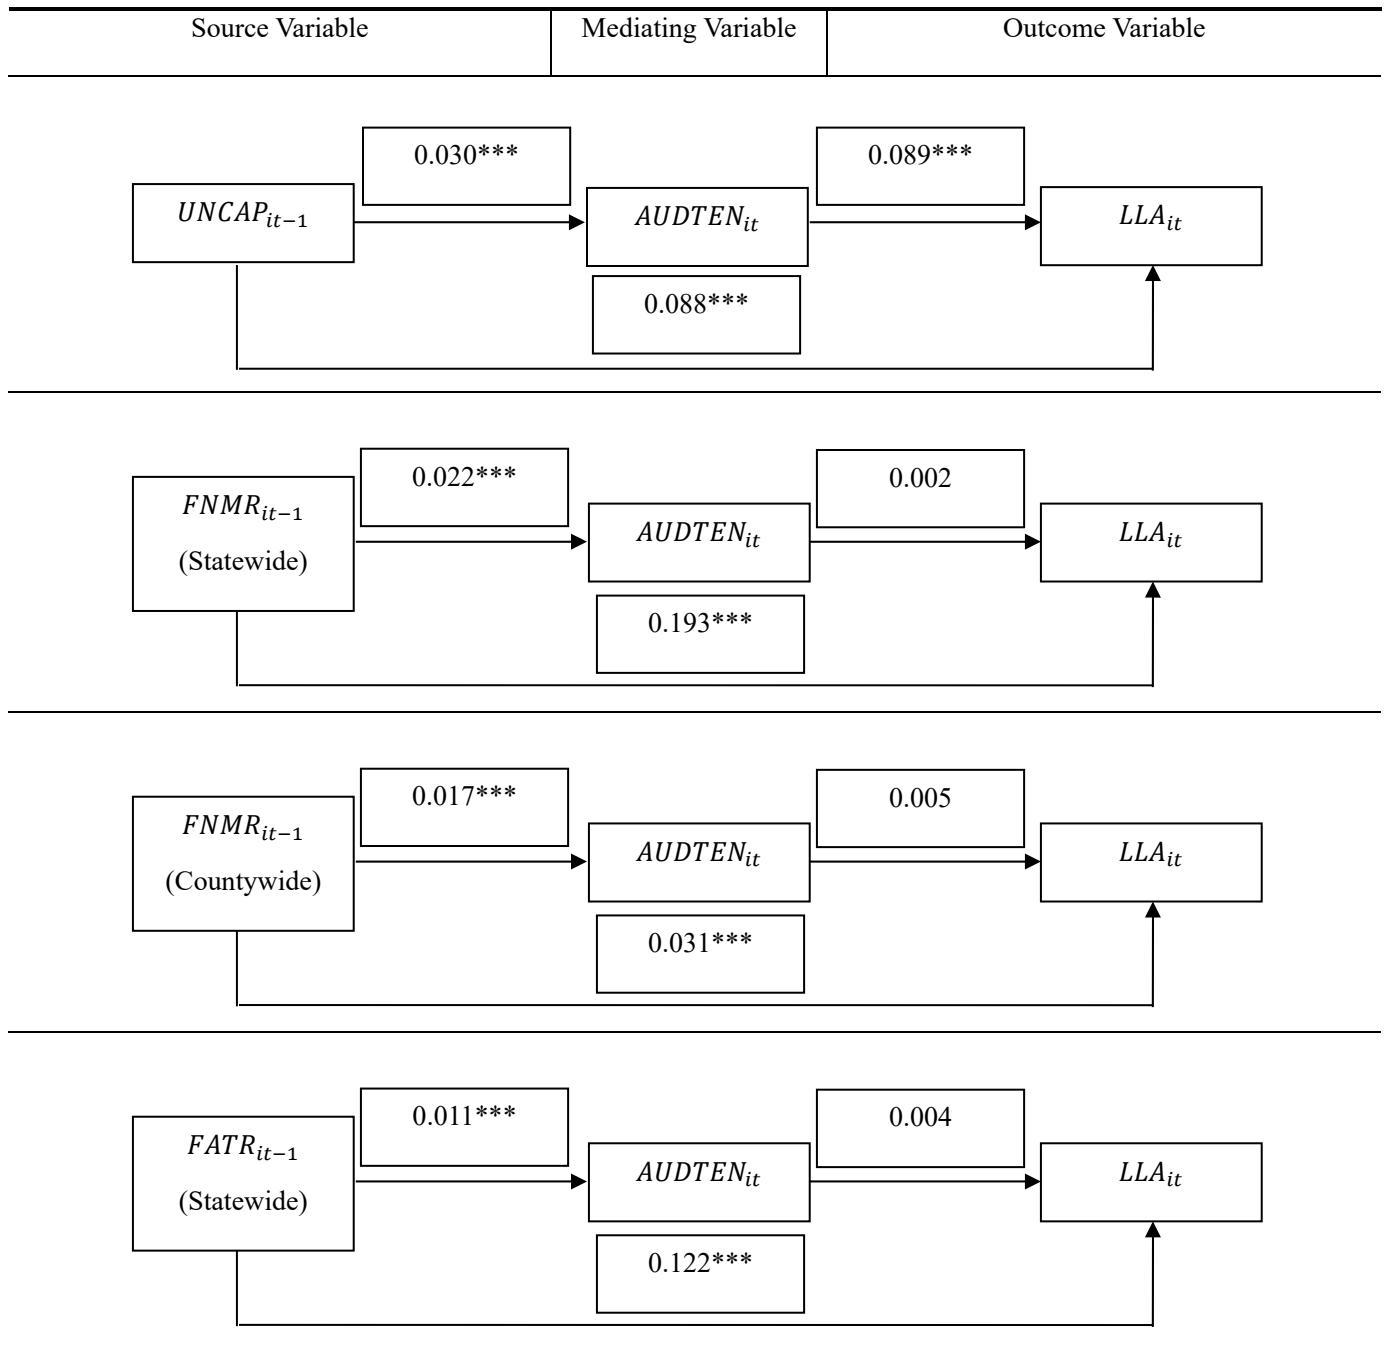 Source Variable Mediating Variable Outcome Variable
0.030*** 0.089***
UNCAP_{it−1} AUDTEN_{it} LLA_{it}
0.088***
0.022*** 0.002
FNMR_{it−1}
(Statewide) AUDTEN_{it} LLA_{it}
0.193***
0.017*** 0.005
FNMR_{it−1}
(Countywide) AUDTEN_{it} LLA_{it}
0.031***
0.011*** 0.004
FATR_{it−1}
(Statewide) AUDTEN_{it} LLA_{it}
0.122***